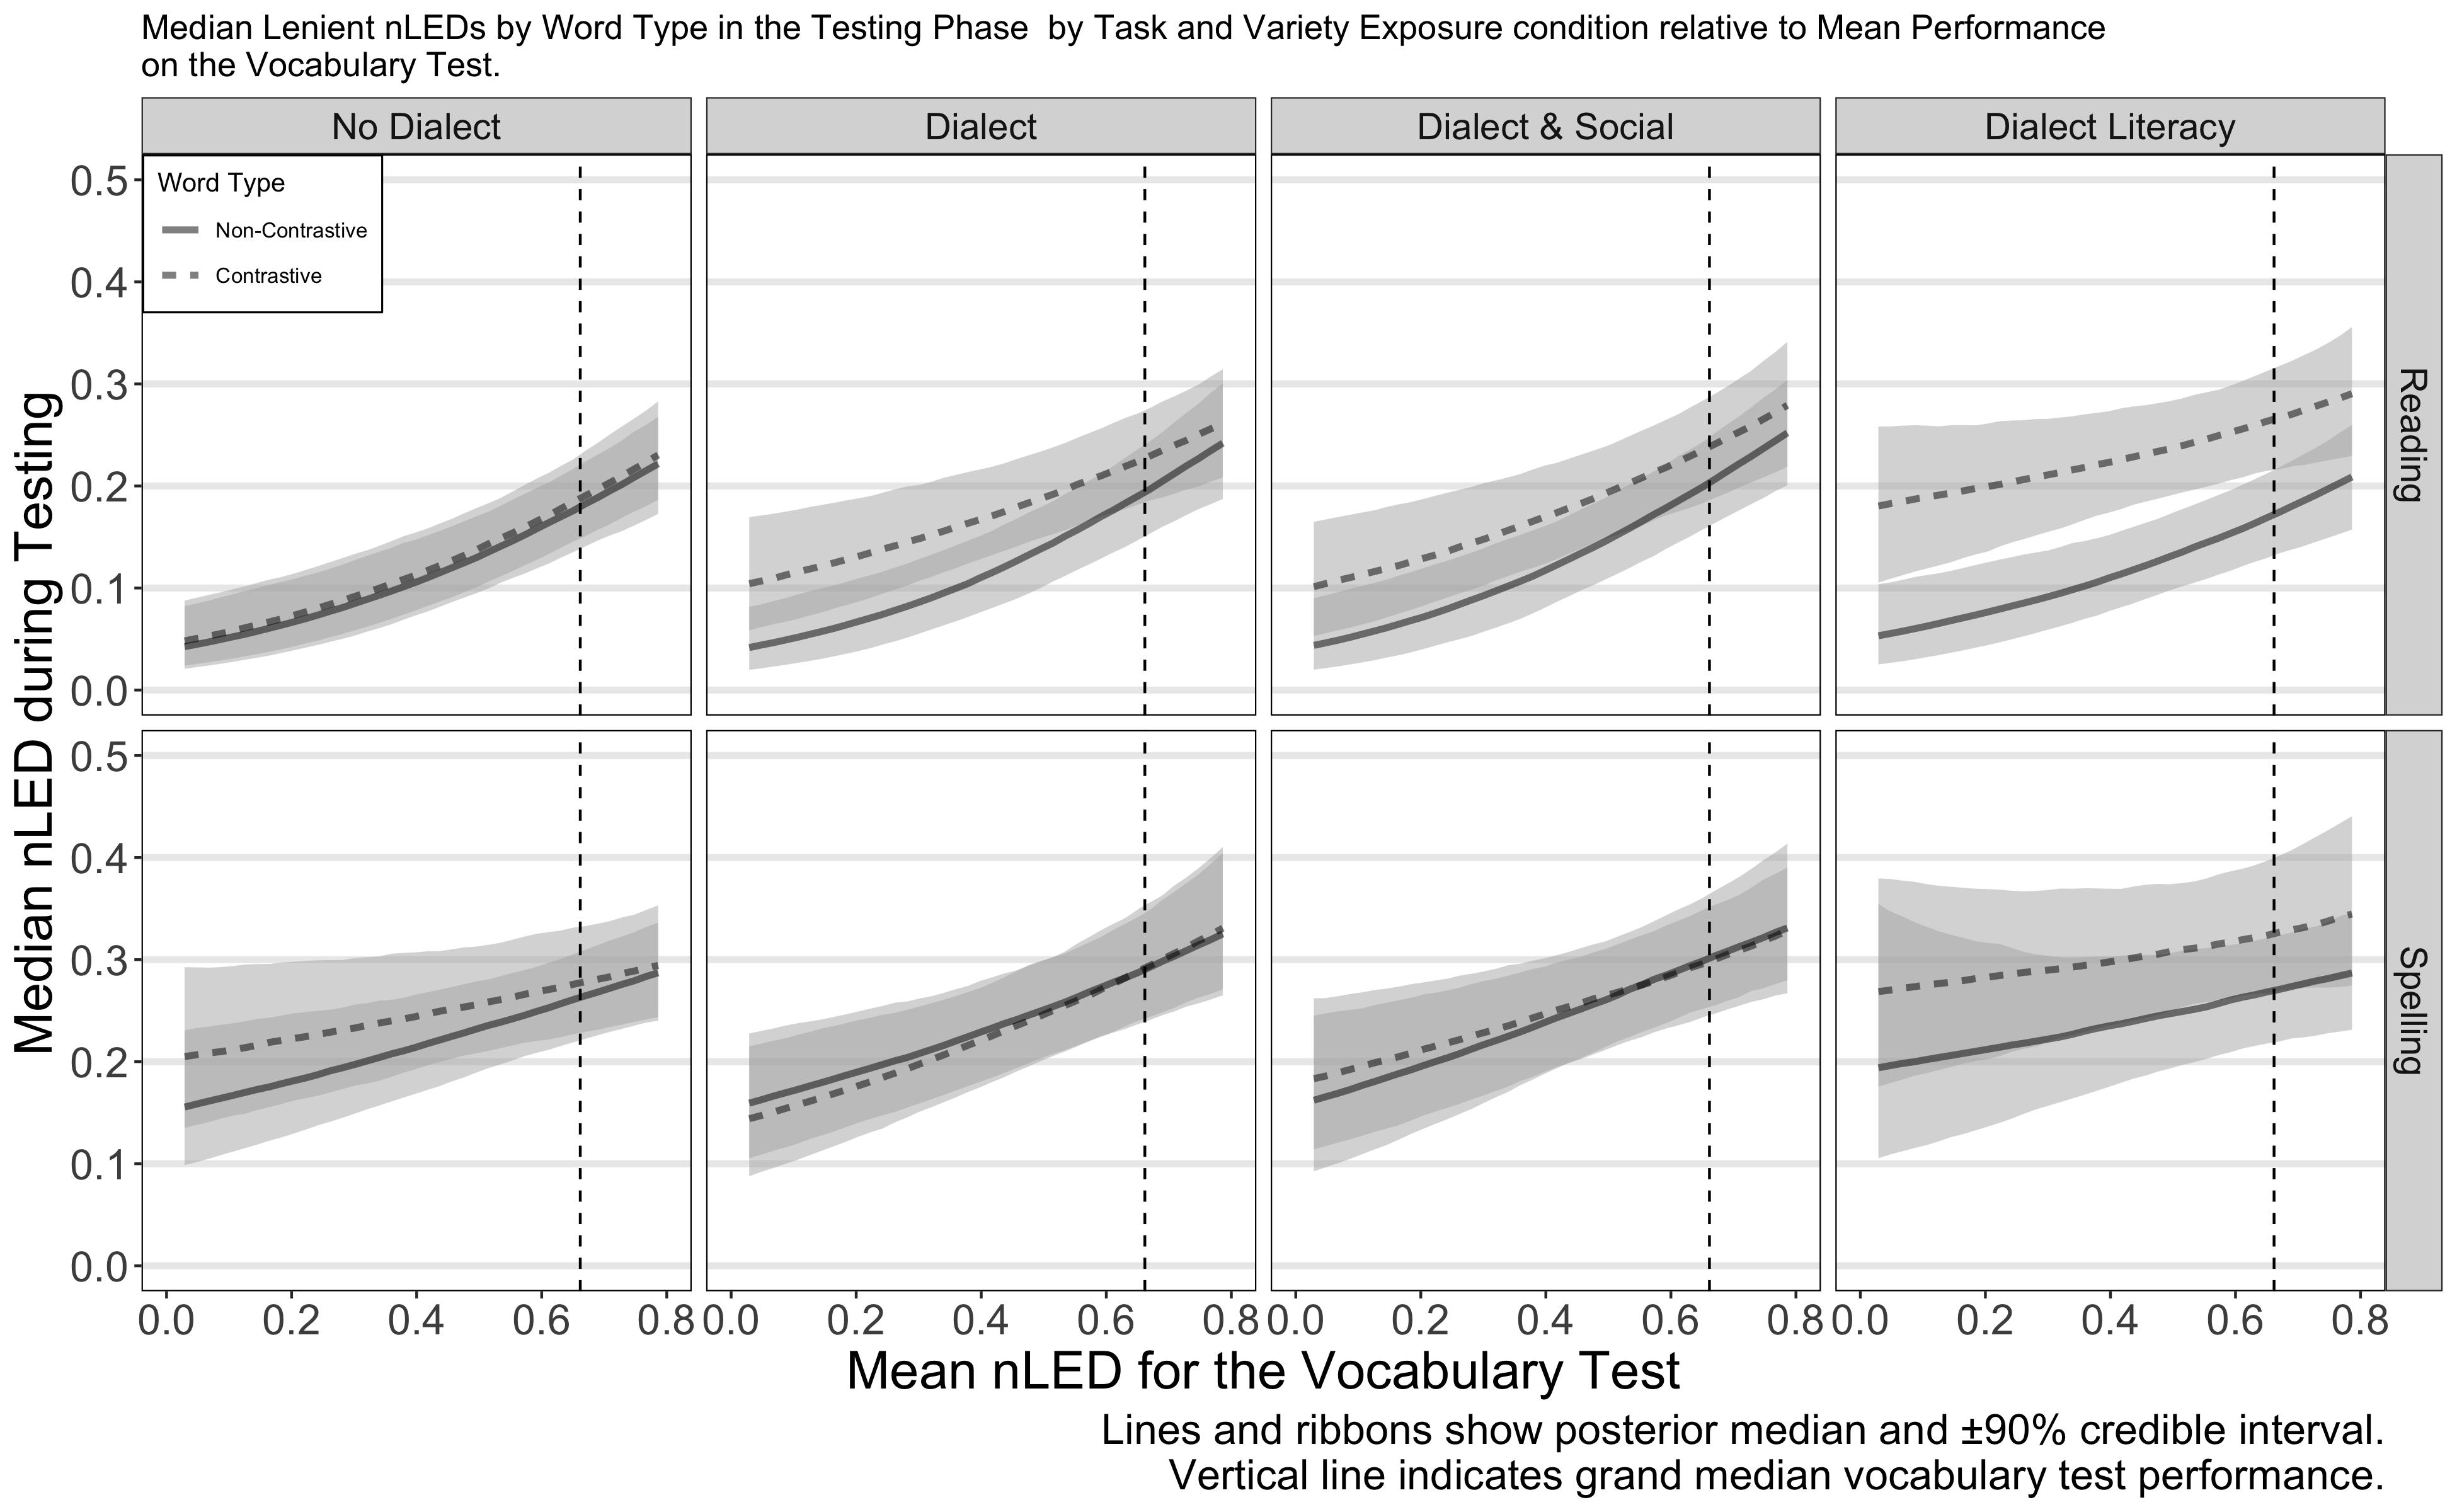 Median Lenient nLEDs by Word Type in the Testing Phase  by Task and Variety Exposure condition relative to Mean Performance
on the Vocabulary Test.
No Dialect
Dialect
Dialect & Social
Dialect Literacy
Word Type
Non-Contrastive
Contrastive
0.5
0.4
0.3
0.2
0.1
0.0
Reading
Median nLED during Testing
0.5
0.4
0.3
0.2
0.1
0.0
Spelling
0.0 0.2 0.4 0.6 0.8
0.0 0.2 0.4 0.6 0.8
0.0 0.2 0.4 0.6 0.8
0.0 0.2 0.4 0.6 0.8
Mean nLED for the Vocabulary Test
Lines and ribbons show posterior median and ±90% credible interval.
Vertical line indicates grand median vocabulary test performance.